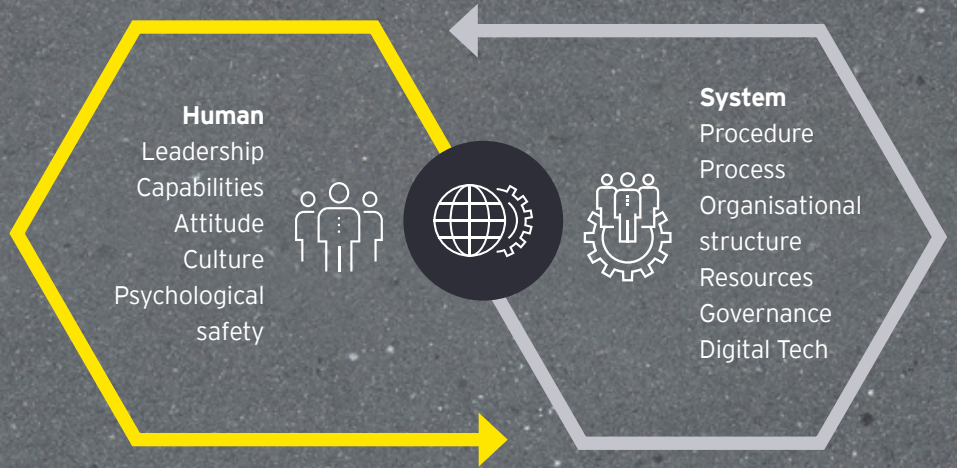 Human
Leadership
Capabilities
Attitude
Culture
Psychological
safety
System
Procedure
Process
Organisational
structure
Resources
Governance
Digital Tech